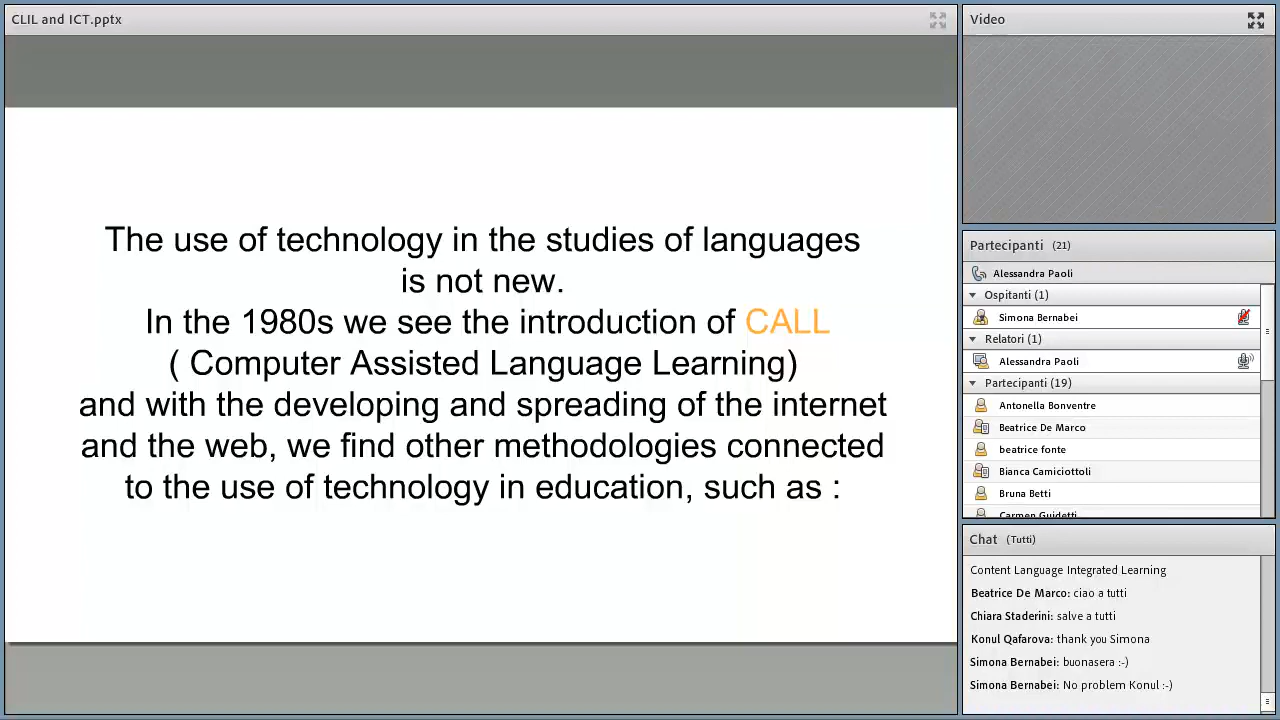 CLIL and ICT.pptx
The use of technology in the studies of languages
is not new.
In the 1980s we see the introduction of CALL
( Computer Assisted Language Learning)
and with the developing and spreading of the internet
and the web, we find other methodologies connected
to the use of technology in education, such as :
Video
Partecipanti (21)
Alessandra Paoli
Ospitanti (1)
Simona Bernabei
Relatori (1)
Alessandra Paoli
Partecipanti (19)
Antonella Bonventre
Beatrice De Marco
beatrice fonte
Bianca Camiciottoli
Bruna Betti
Carmen Guidetti
Chat (Tutti)
Content Language Integrated Learning
Beatrice De Marco: ciao a tutti
Chiara Staderini: salve a tutti
Konul Qafarova: thank you Simona
Simona Bernabei: buonasera :-)
Simona Bernabei: No problem Konul :-)